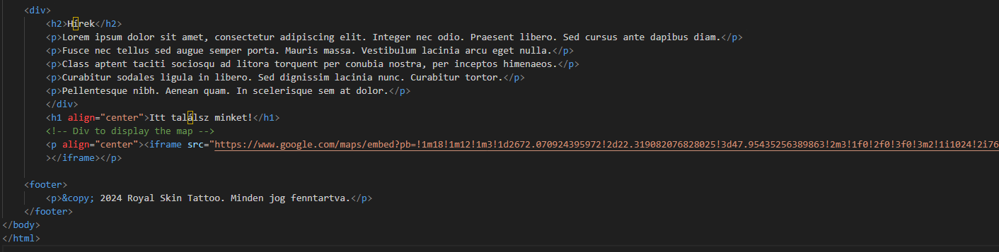 <div>
<h2>Hírek</h2>
<p>Lorem ipsum dolor sit amet, consectetur adipiscing elit. Integer nec odio. Praesent libero. Sed cursus ante dapibus diam.</p>
<p>Fusce nec tellus sed augue semper porta. Mauris massa. Vestibulum lacinia arcu eget nulla.</p>
<p>Class aptent taciti sociosqu ad litora torquent per conubia nostra, per inceptos himenaeos.</p>
<p>Curabitur sodales ligula in libero. Sed dignissim lacinia nunc. Curabitur tortor.</p>
<p>Pellentesque nibh. Aenean quam. In scelerisque sem at dolor.</p>
</div>
<h1 align="center">Itt találsz minket!</h1>
<!-- Div to display the map -->
<p align="center"><iframe src="https://www.google.com/maps/embed?pb=!1m18!1m12!1m3!1d2672.070924395972!2d22.319082076828025!3d47.95435256389863!2m3!1f0!2f0!3f0!3m2!1i1024!2i76
></iframe></p>
<footer>
<p>&copy; 2024 Royal Skin Tattoo. Minden jog fenntartva.</p>
</footer>
</body>
</html>